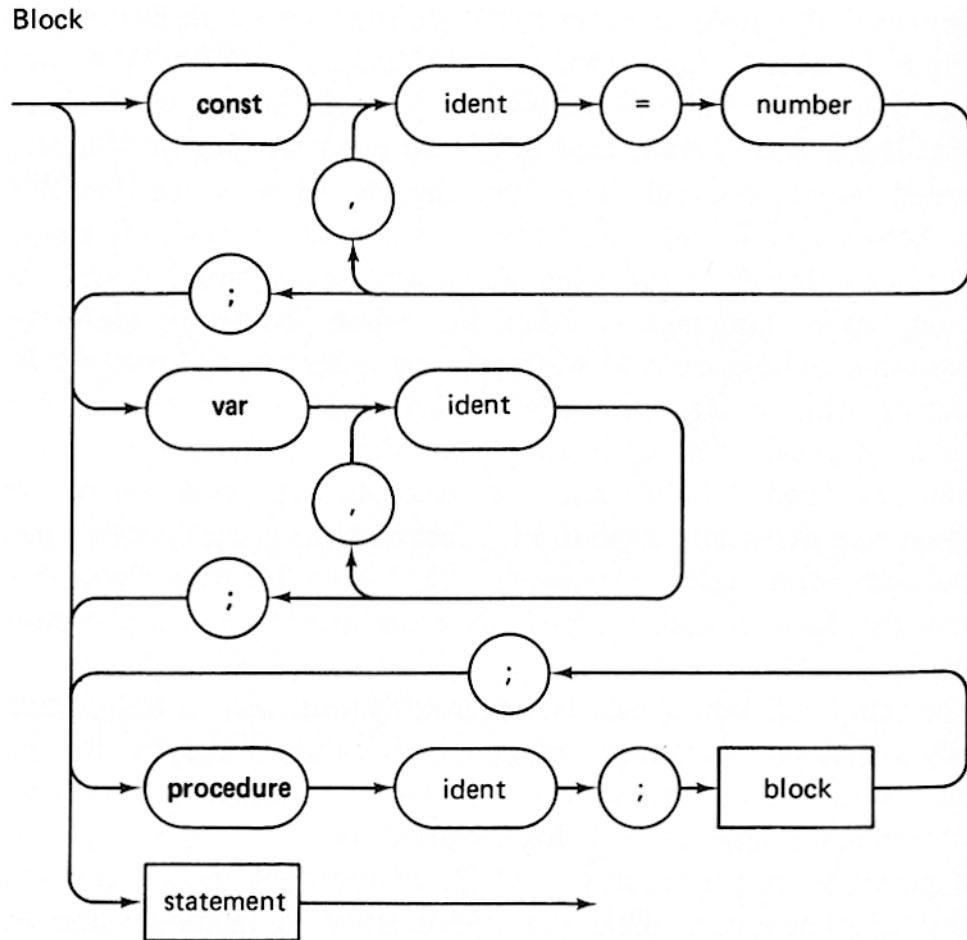 Block
const ident = number
,
;
var ident
,
;
;
procedure ident ; block
statement